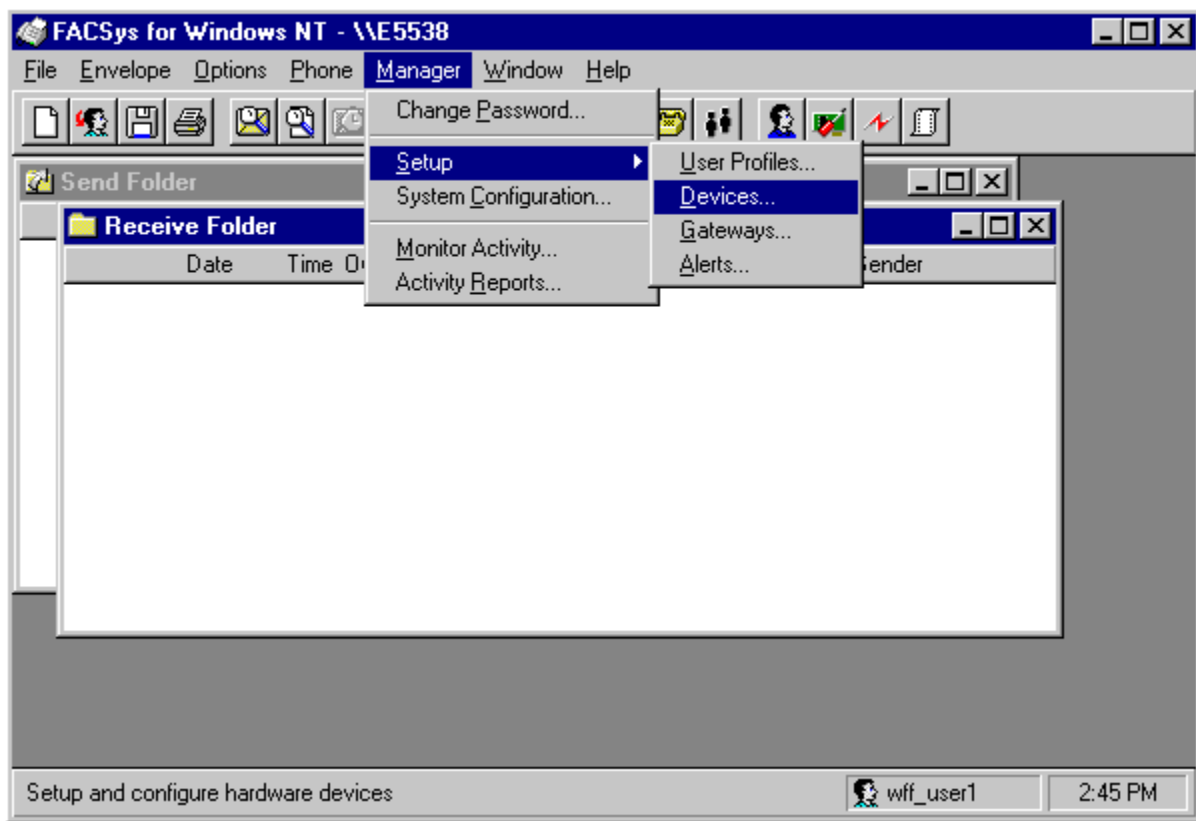 FACSys for Windows NT - \\E5538
File Envelope Options Phone Manager Window Help
Change Password...
Setup
System Configuration...
Monitor Activity...
Activity Reports...
User Profiles...
Devices...
Gateways...
Alerts...
Send Folder
Receive Folder
Date Time
Setup and configure hardware devices
wff_user1
2:45 PM